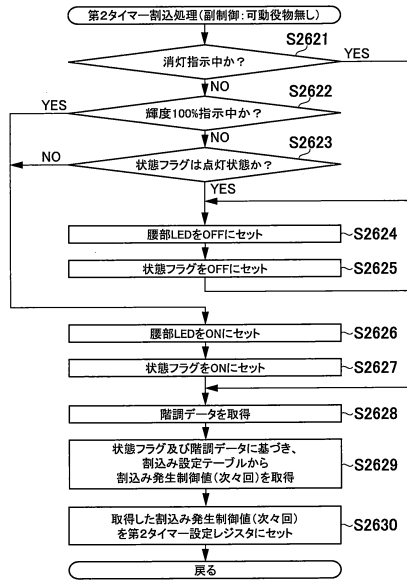 第2タイマー割込処理(副制御:可動役物無し)
S2621
消灯指示中か?
YES
NO
S2622
輝度100%指示中か?
YES
NO
S2623
状態フラグは点灯状態か?
NO
YES
腰部LEDをOFFにセット
S2624
状態フラグをOFFにセット
S2625
腰部LEDをONにセット
S2626
状態フラグをONにセット
S2627
階調データを取得
S2628
状態フラグ及び階調データに基づき、
割込み設定テーブルから
割込み発生制御値(次々回)を取得
S2629
取得した割込み発生制御値(次々回)
を第2タイマー設定レジスタにセット
S2630
戻る